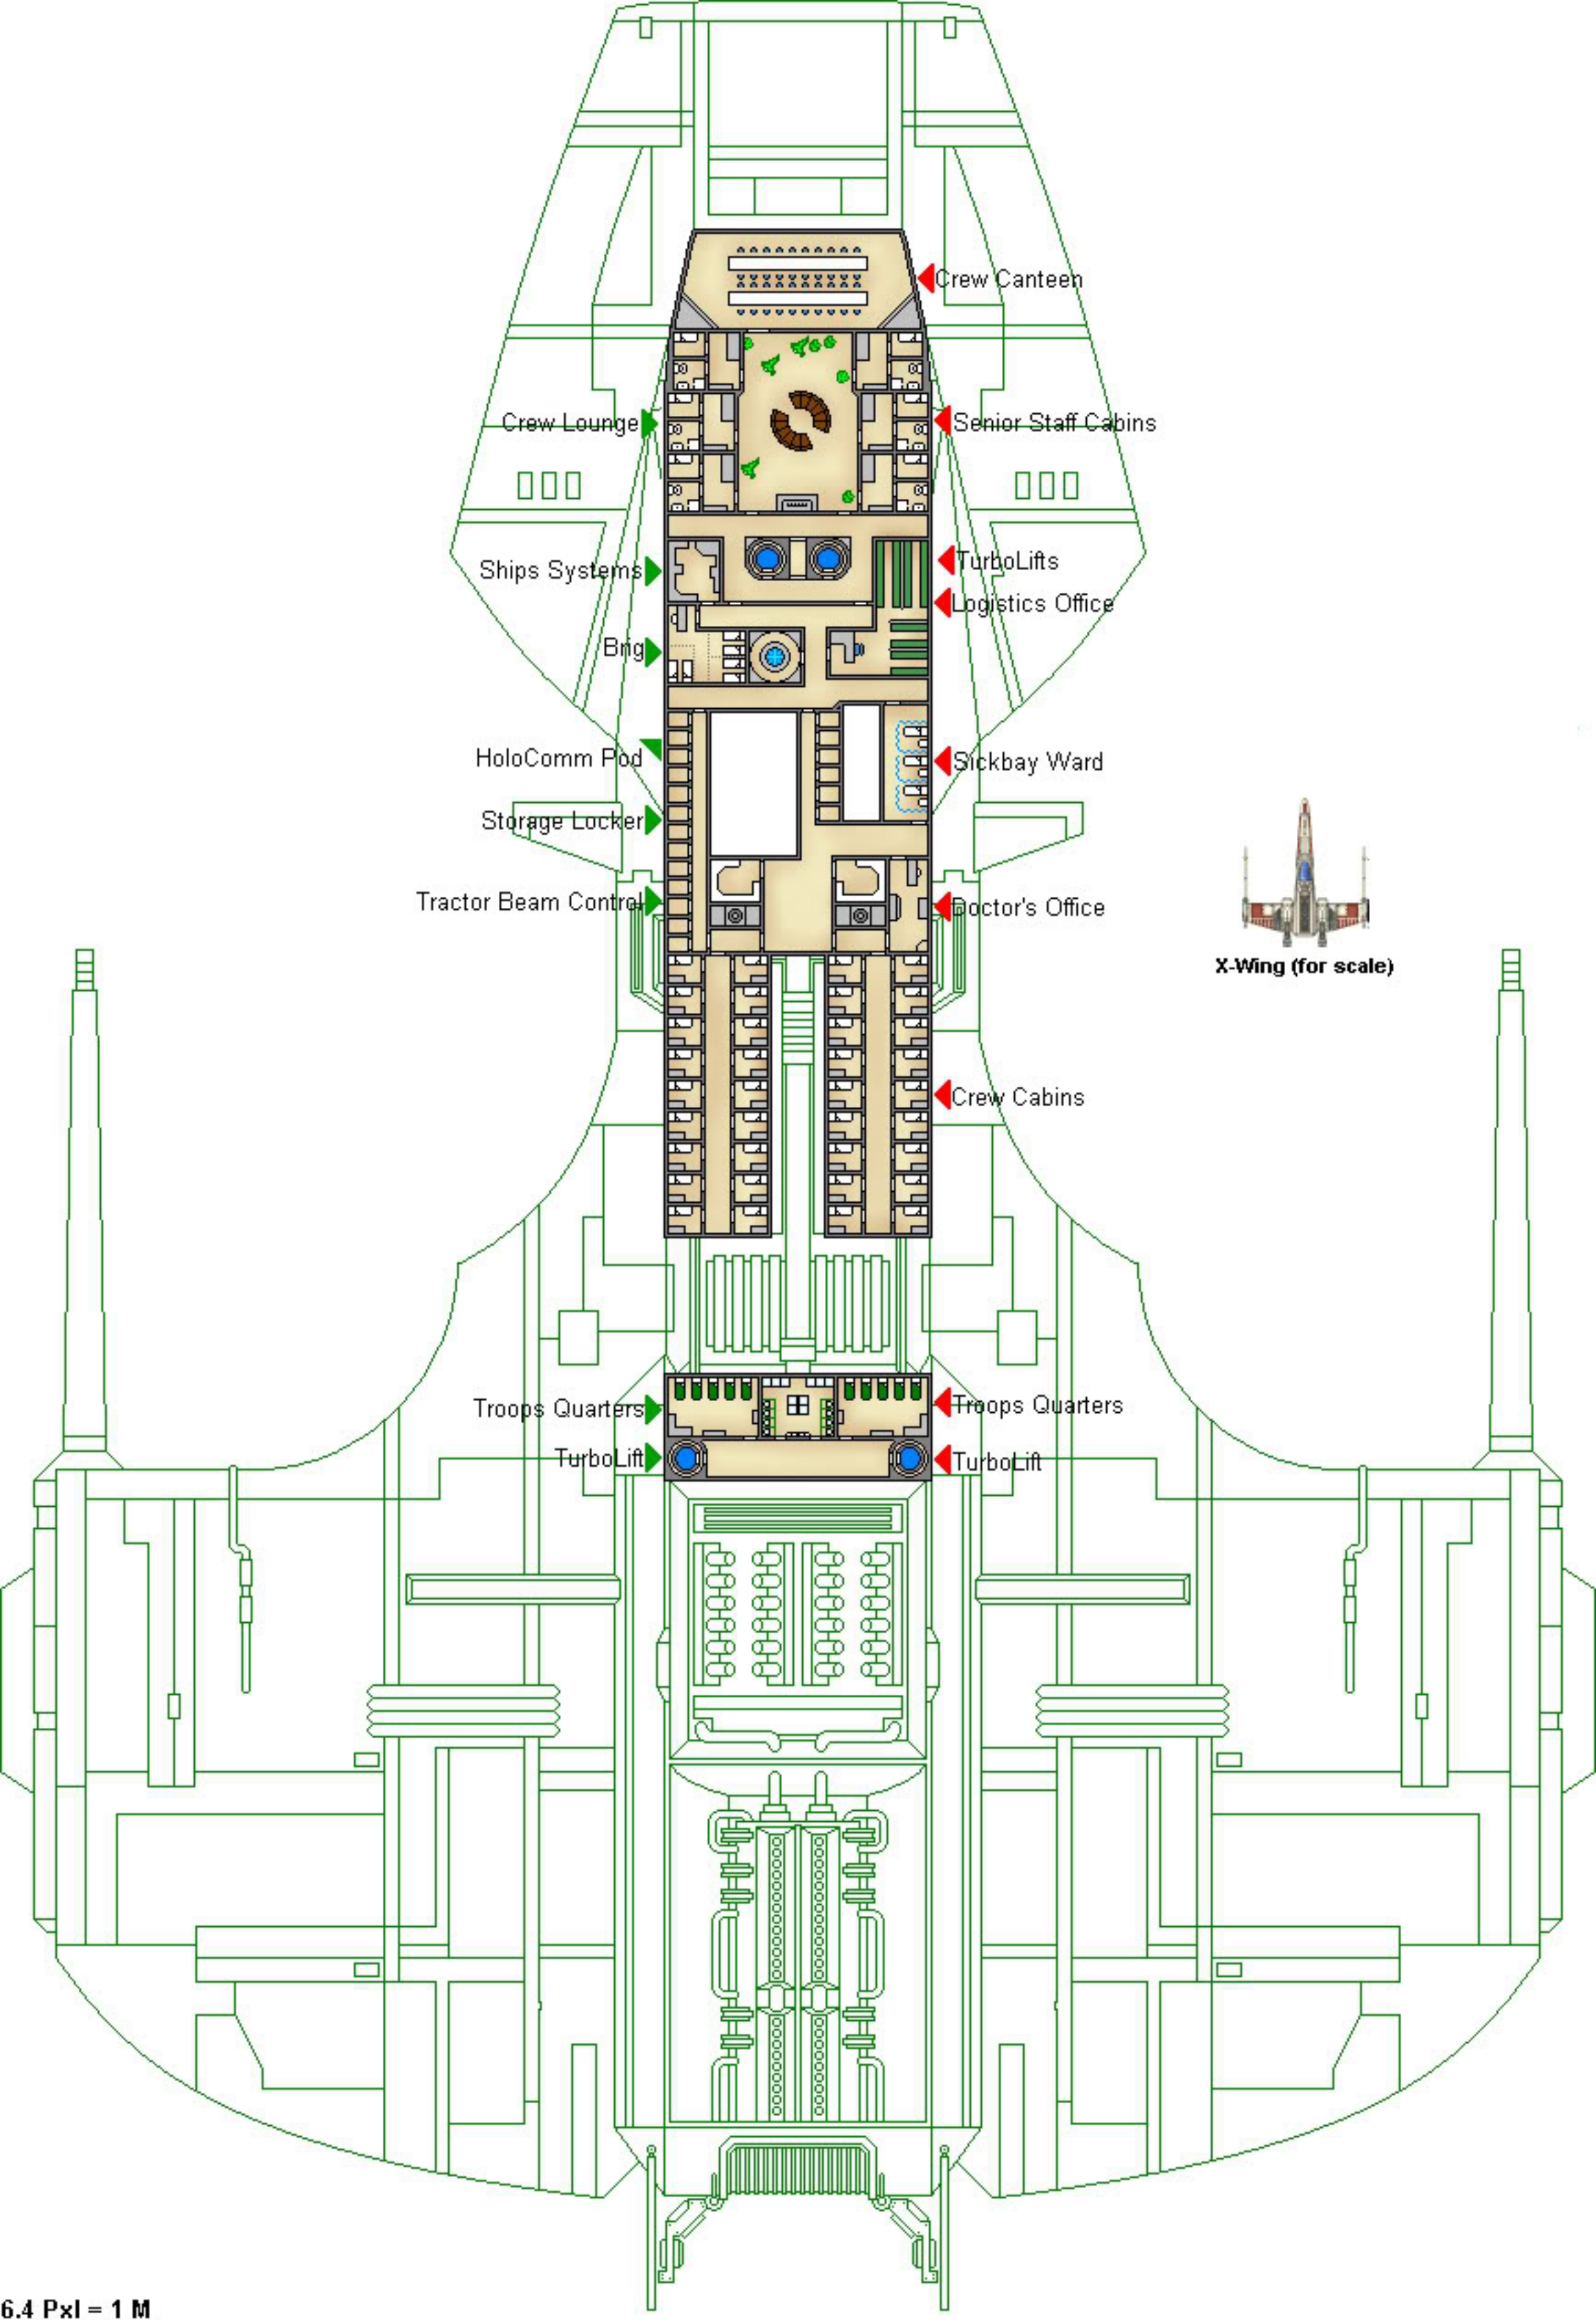 Crew Canteen
Crew Lounge
Senior Staff Cabins
TurboLifts
Ships Systems
Logistics Office
Brig
HoloComm Pod
Sickbay Ward
Storage Locker
Tractor Beam Control
Doctor's Office
X-Wing (for scale)
Crew Cabins
Troops Quarters
Troops Quarters
TurboLift
TurboLift
6.4 Pxl = 1 M